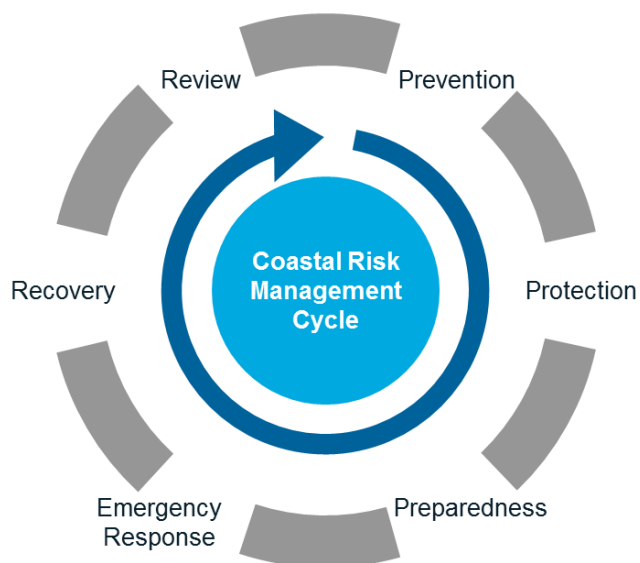 Review
Prevention
Coastal Risk
Management
Cycle
Recovery
Protection
Emergency
Response
Preparedness